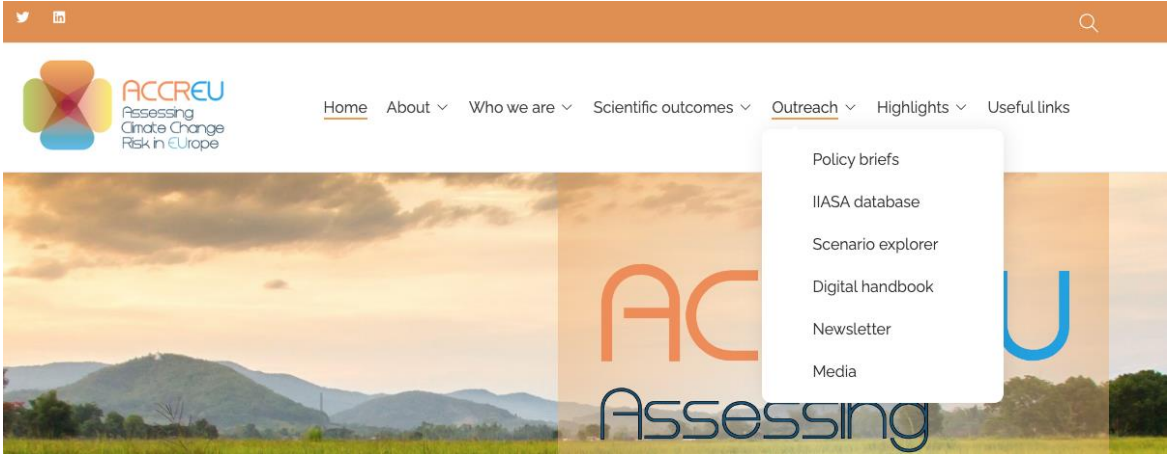 ACCREU
Assessing
Climate Change
Risk in EUrope
Home About Who we are Scientific outcomes Outreach Highlights Useful links
Policy briefs
IIASA database
Scenario explorer
Digital handbook
Newsletter
Media
AC U
Assessing